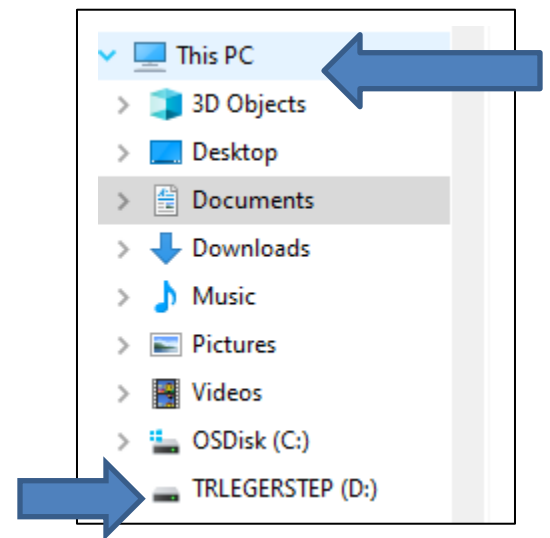 This PC
3D Objects
Desktop
Documents
Downloads
Music
Pictures
Videos
OSDisk (C:)
TRLEGERSTEP (D:)